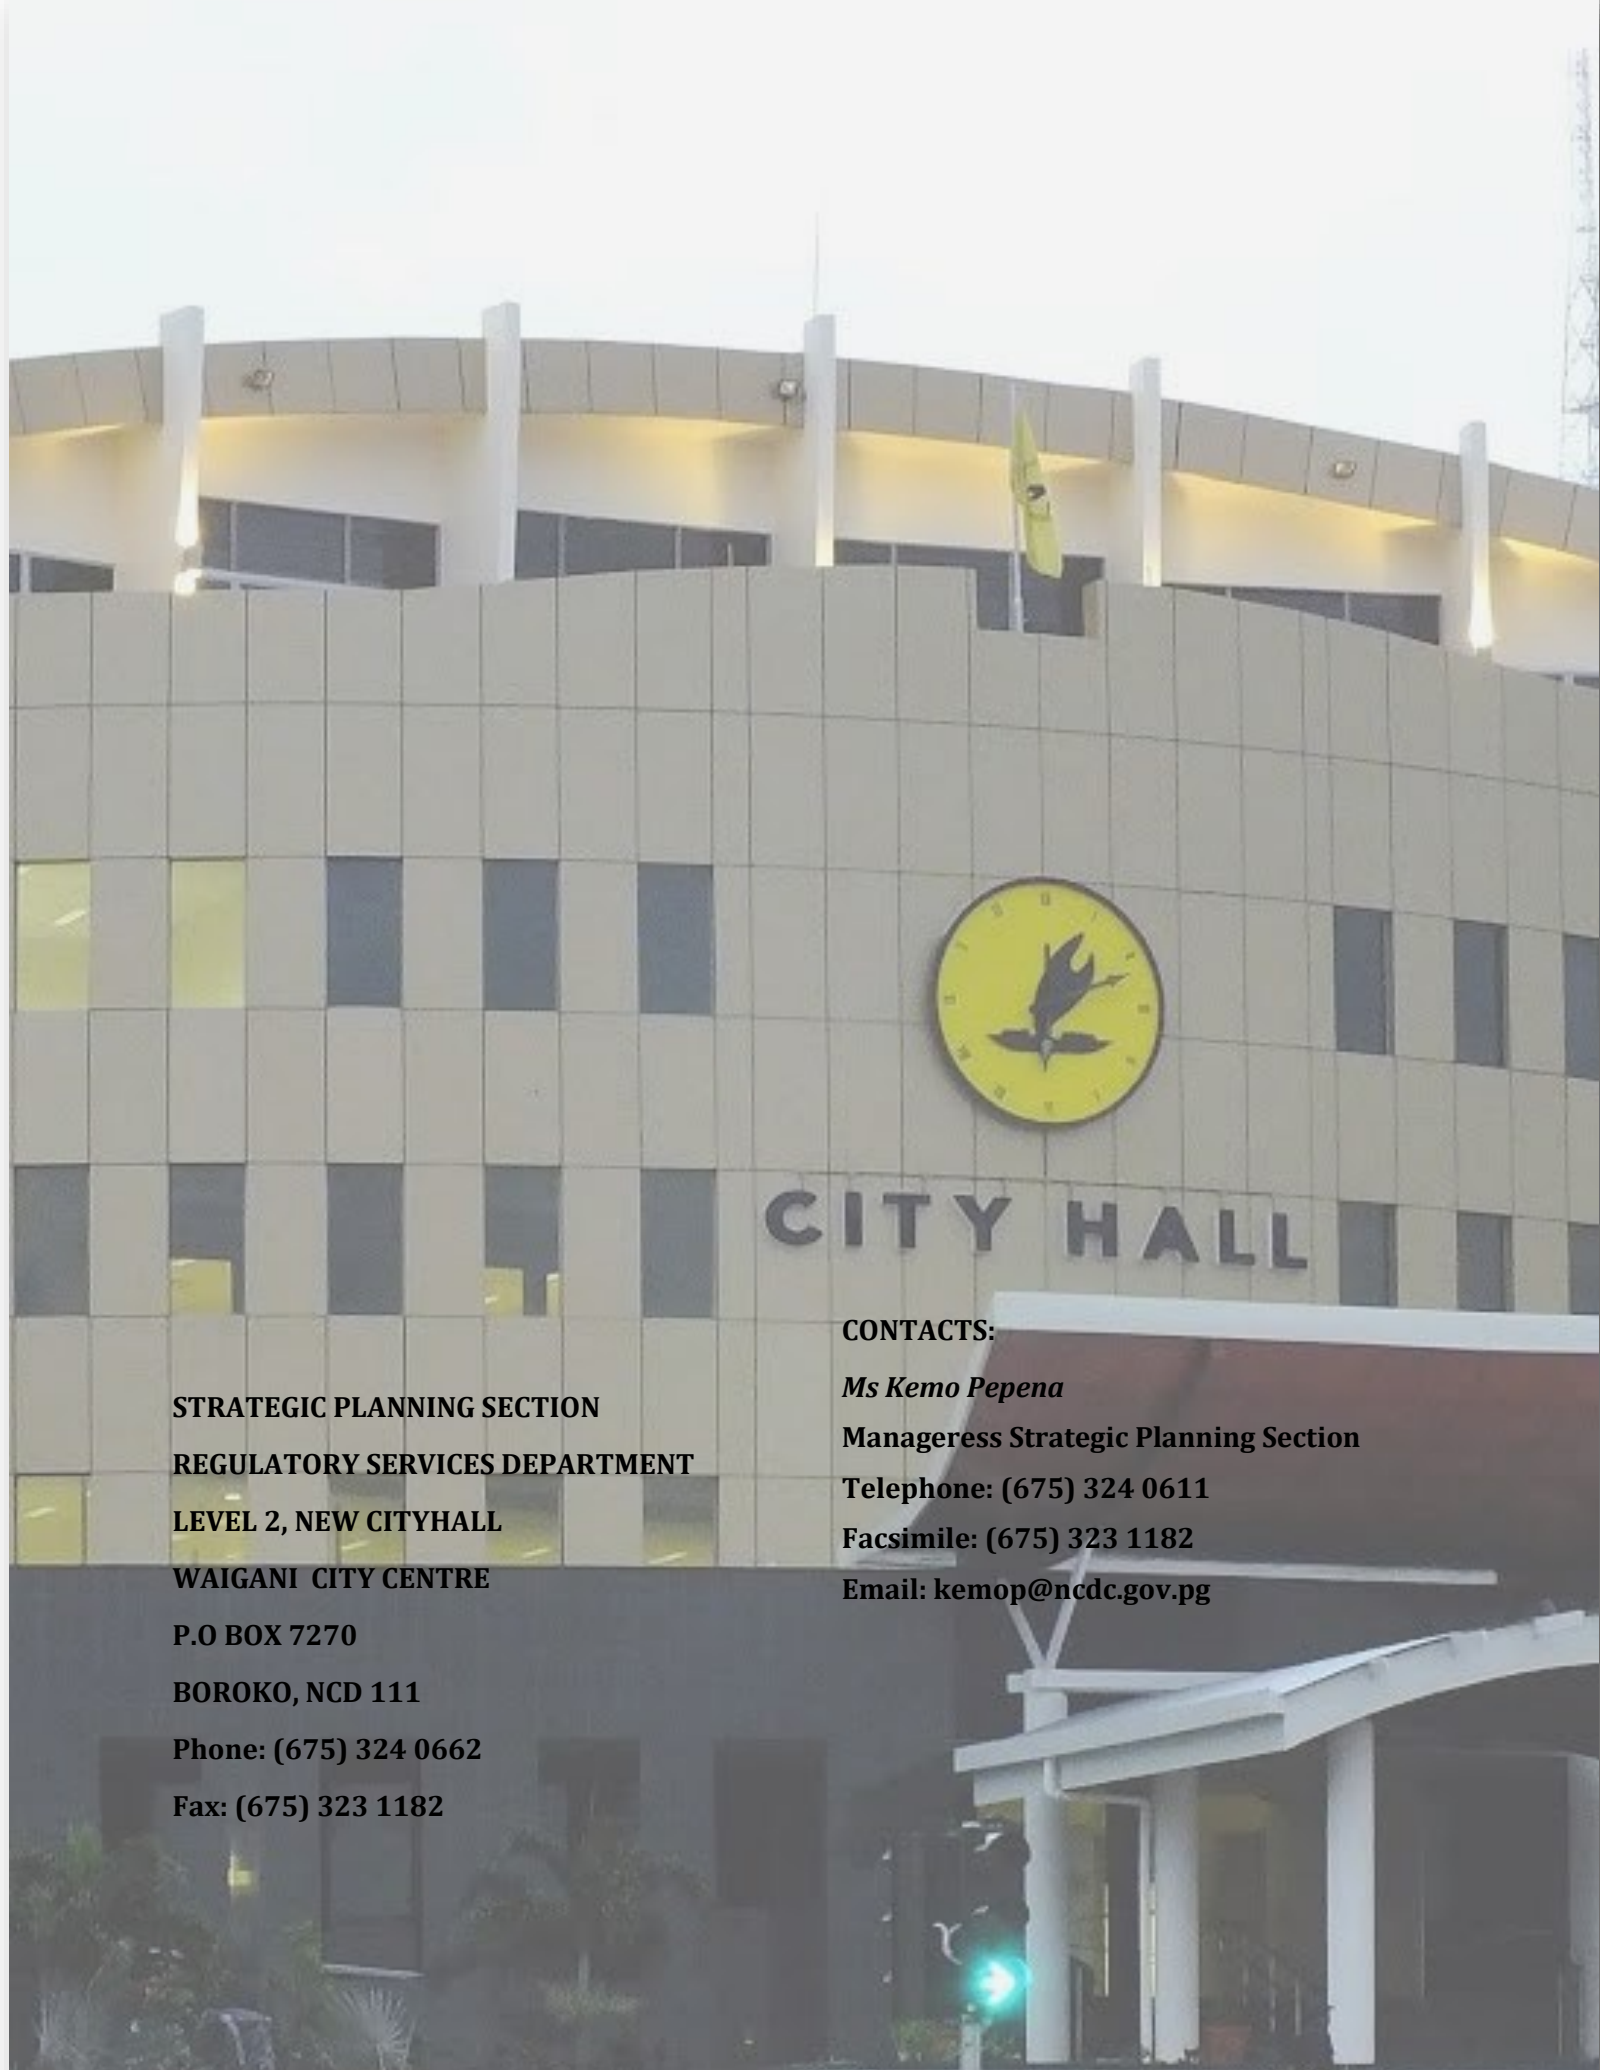 CITY HALL
STRATEGIC PLANNING SECTION
REGULATORY SERVICES DEPARTMENT
LEVEL 2, NEW CITYHALL
WAIGANI CITY CENTRE
P.O BOX 7270
BOROKO, NCD 111
Phone: (675) 324 0662
Fax: (675) 323 1182
CONTACTS:
Ms Kemo Pepena
Manageress Strategic Planning Section
Telephone: (675) 324 0611
Facsimile: (675) 323 1182
Email: kemop@ncdc.gov.pg